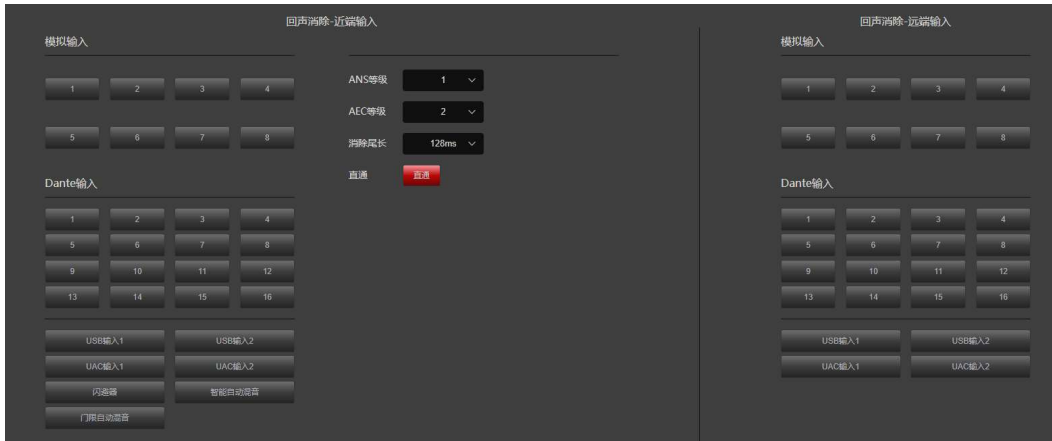 回声消除-近端输入
模拟输入
1 2 3 4
5 6 7 8
Dante输入
1 2 3 4
5 6 7 8
9 10 11 12
13 14 15 16
USB输入1 USB输入2
UAC输入1 UAC输入2
闪避器 智能自动混音
门限自动混音
ANS等级 1
AEC等级 2
消除尾长 128ms
直通 直通
回声消除-远端输入
模拟输入
1 2 3 4
5 6 7 8
Dante输入
1 2 3 4
5 6 7 8
9 10 11 12
13 14 15 16
USB输入1 USB输入2
UAC输入1 UAC输入2